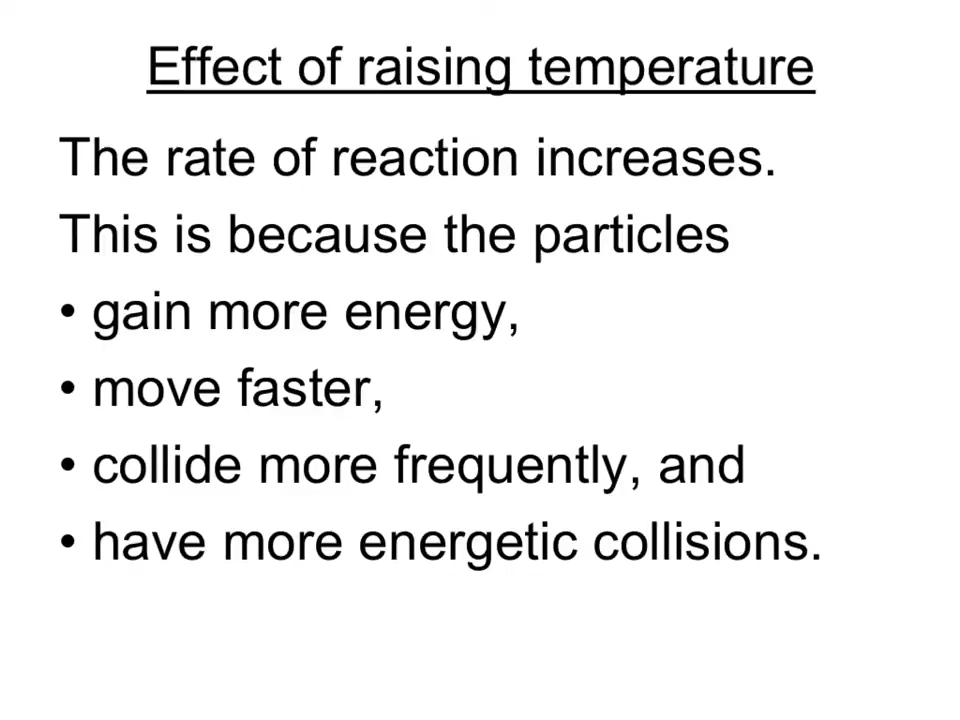 Effect of raising temperature
The rate of reaction increases.
This is because the particles
• gain more energy,
• move faster,
• collide more frequently, and
• have more energetic collisions.